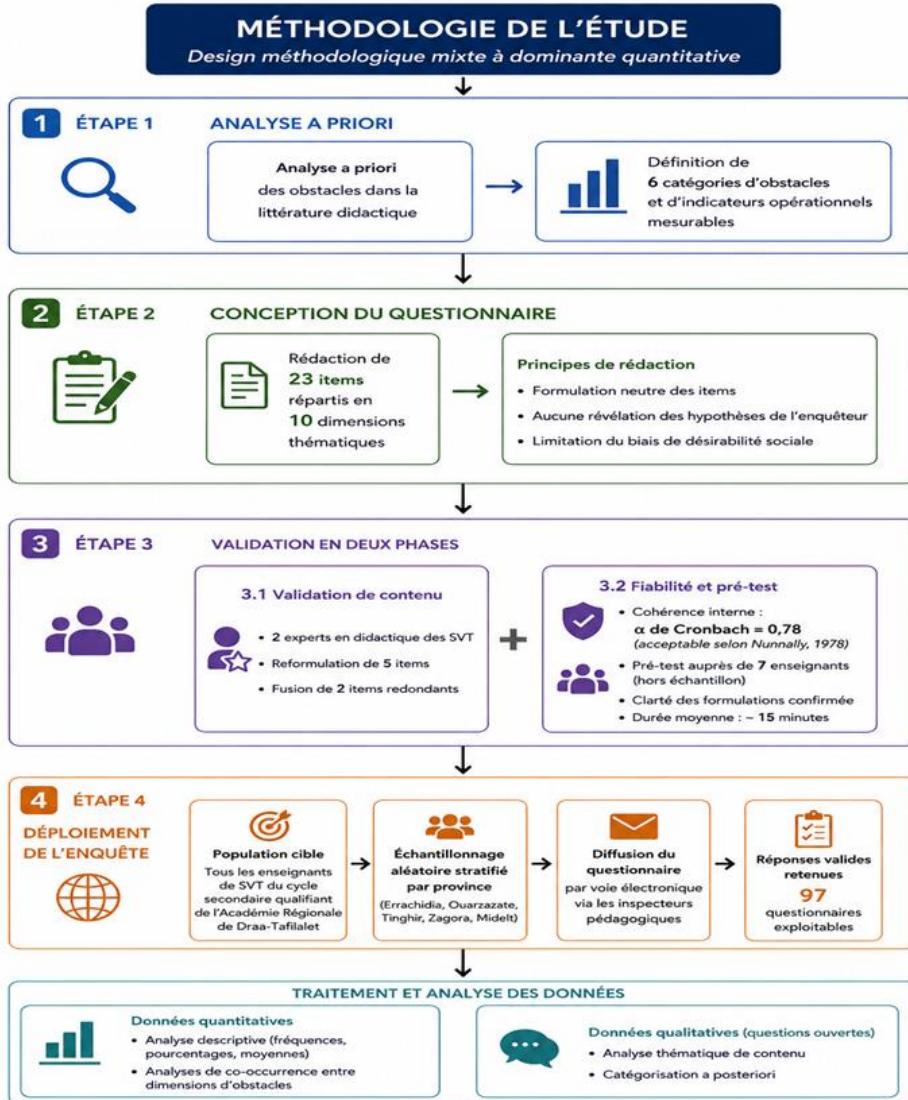 MÉTHODOLOGIE DE L'ÉTUDE
Design méthodologique mixte à dominante quantitative
1 ÉTAPE 1
ANALYSE A PRIORI
Analyse a priori
des obstacles dans la
littérature didactique
Définition de
6 catégories d'obstacles
et d'indicateurs opérationnels
mesurables
2 ÉTAPE 2
CONCEPTION DU QUESTIONNAIRE
Rédaction de
23 items
répartis en
10 dimensions
thématiques
Principes de rédaction
• Formulation neutre des items
• Aucune révélation des hypothèses de l'enquêteur
• Limitation du biais de désirabilité sociale
3 ÉTAPE 3
VALIDATION EN DEUX PHASES
3.1 Validation de contenu
• 2 experts en didactique des SVT
• Reformulation de 5 items
• Fusion de 2 items redondants
+
3.2 Fiabilité et pré-test
• Cohérence interne :
α de Cronbach = 0,78
(acceptable selon Nunnally, 1978)
• Pré-test auprès de 7 enseignants
(hors échantillon)
• Clarté des formulations confirmée
• Durée moyenne : ~ 15 minutes
4 ÉTAPE 4
DÉPLOIEMENT
DE L'ENQUÊTE
Population cible
Tous les enseignants
de SVT du cycle
secondaire qualifiant
de l'Académie Régionale
de Draa-Tafilalet
Échantillonnage
aléatoire stratifié
par province
(Errachidia, Ouarzazate,
Tinghir, Zagora, Midelt)
Diffusion du
questionnaire
par voie électronique
via les inspecteurs
pédagogiques
Réponses valides
retenues
97
questionnaires
exploitables
TRAITEMENT ET ANALYSE DES DONNÉES
Données quantitatives
• Analyse descriptive (fréquences,
pourcentages, moyennes)
• Analyses de co-occurrence entre
dimensions d'obstacles
Données qualitatives (questions ouvertes)
• Analyse thématique de contenu
• Catégorisation a posteriori